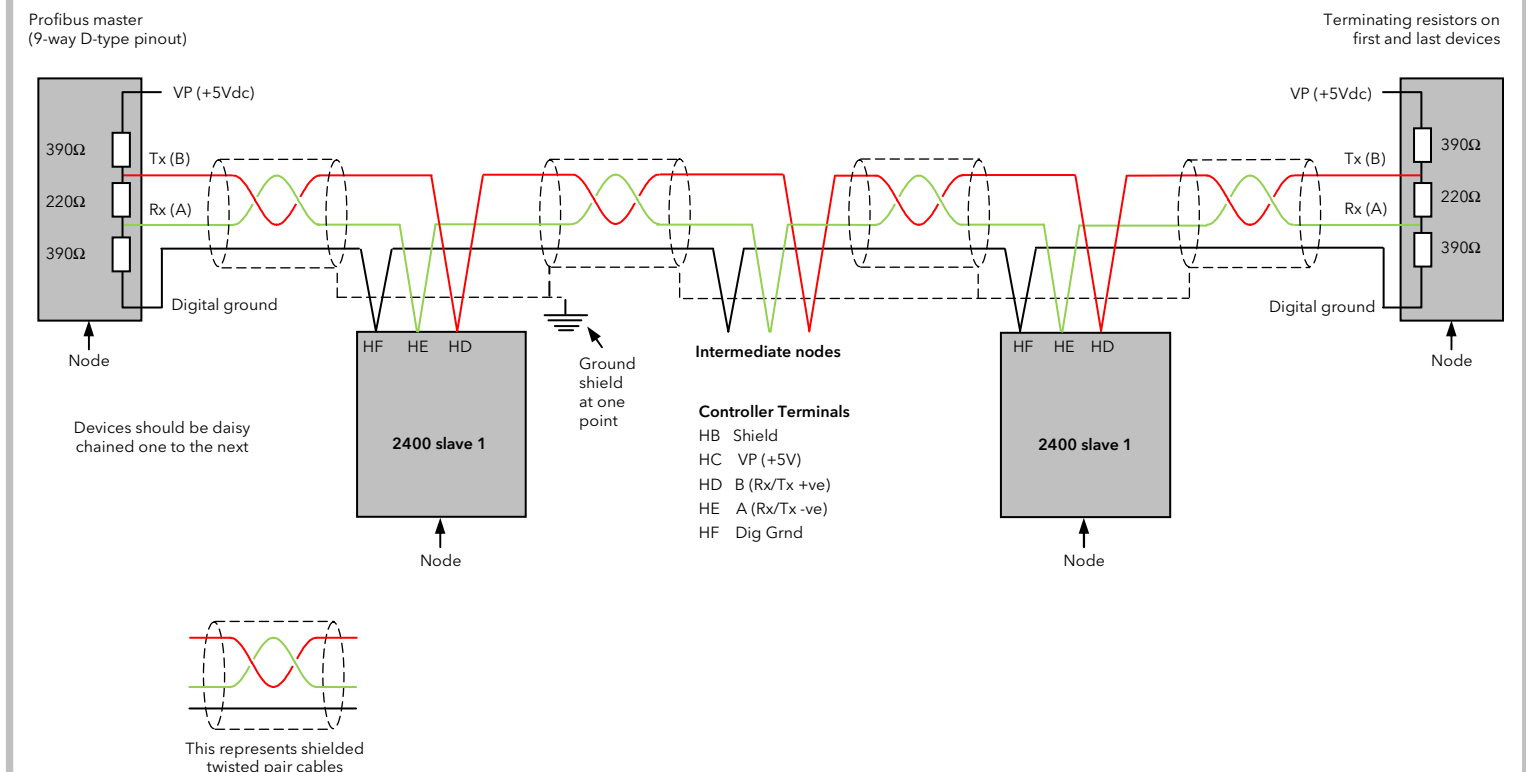 Profibus master
(9-way D-type pinout)
Terminating resistors on
first and last devices
VP (+5Vdc)
VP (+5Vdc)
390Ω
Tx (B)
Tx (B)
390Ω
220Ω
Rx (A)
Rx (A)
220Ω
390Ω
390Ω
Digital ground
Digital ground
Node
HF HE HD
Intermediate nodes
HF HE HD
Node
Ground
shield
at one
point
Devices should be daisy
chained one to the next
2400 slave 1
Controller Terminals
HB Shield
HC VP (+5V)
HD B (Rx/Tx +ve)
HE A (Rx/Tx -ve)
HF Dig Grnd
2400 slave 1
Node
Node
This represents shielded
twisted pair cables